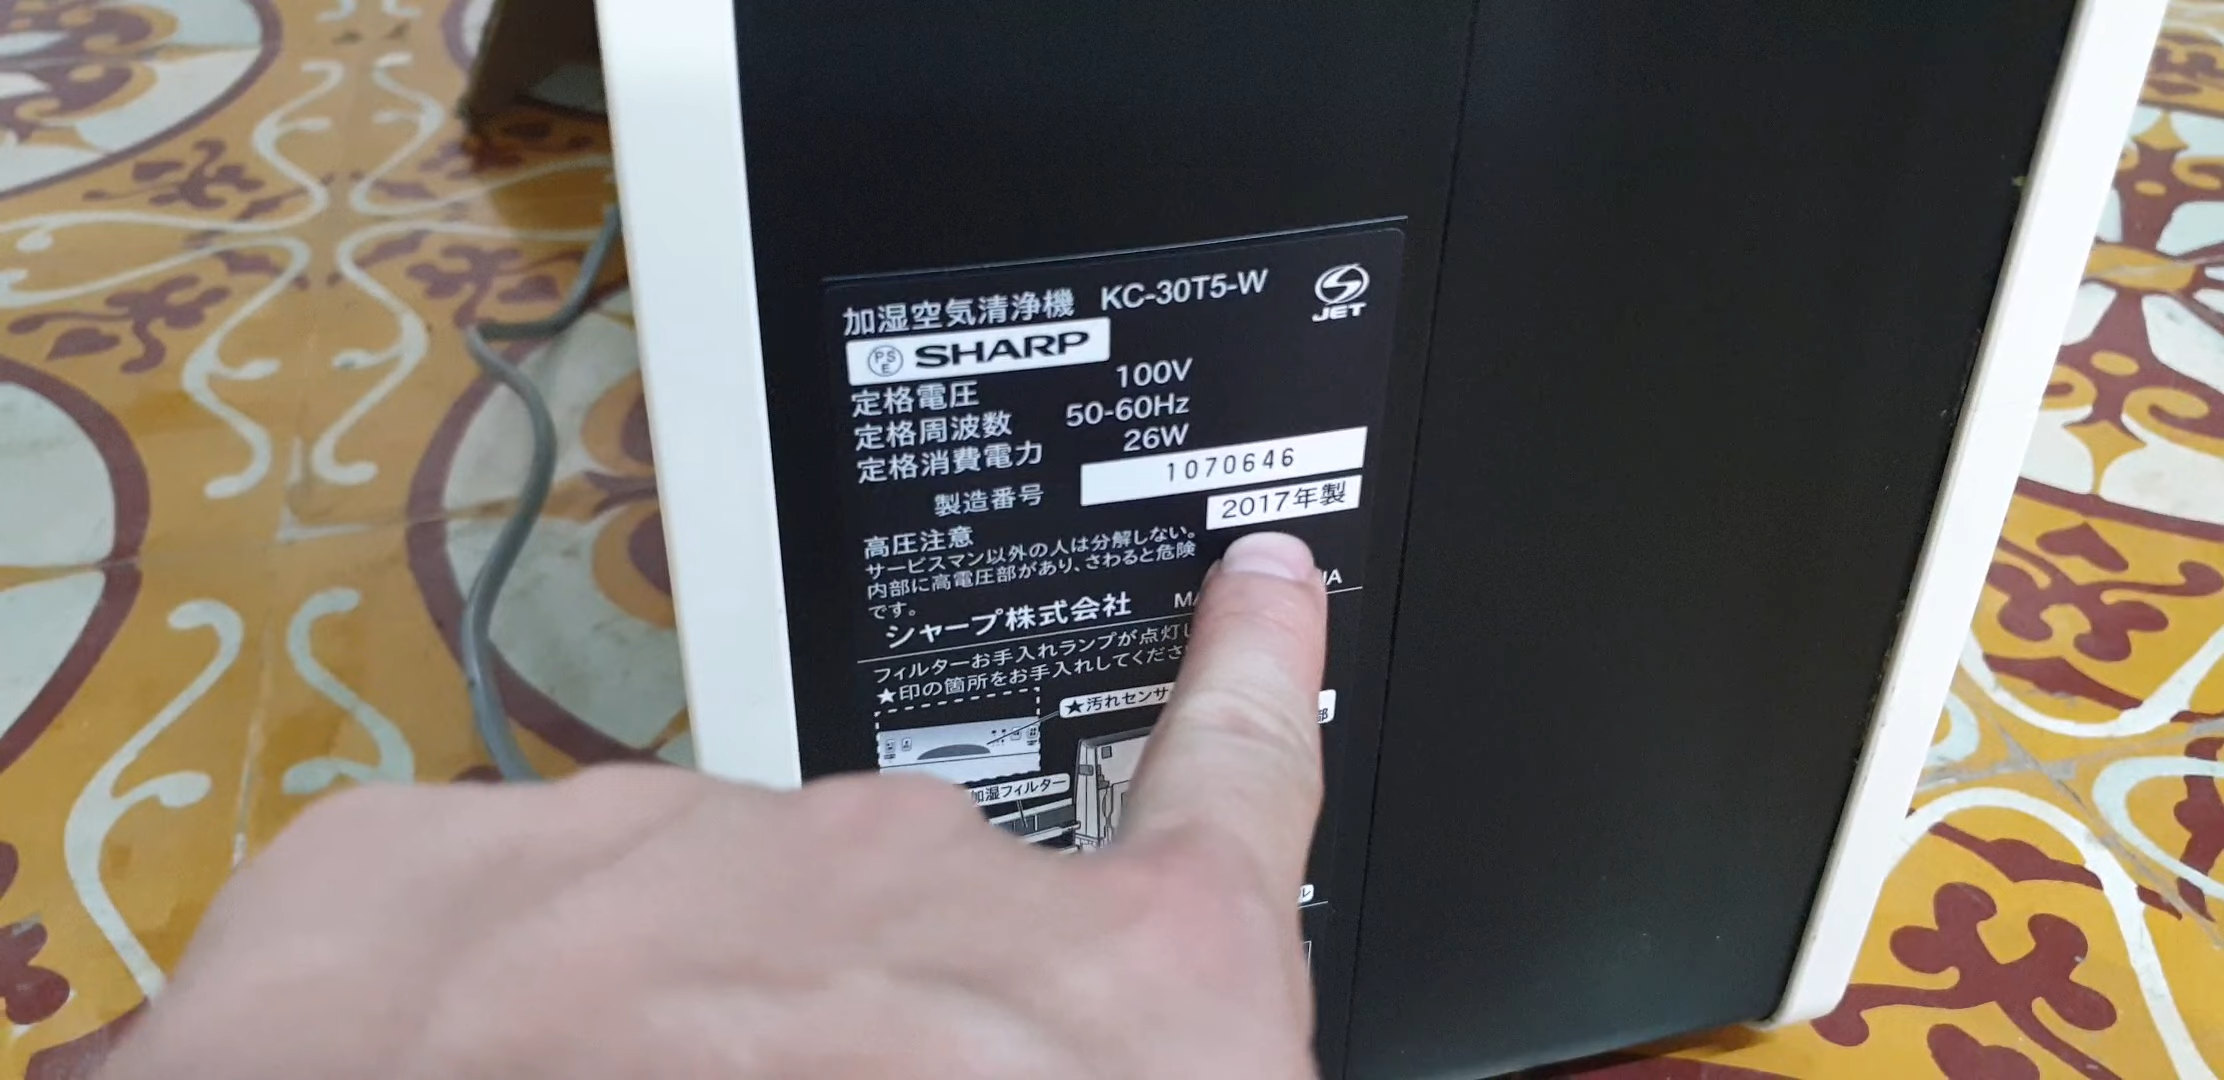 加湿空気清浄機 KC-30T5-W
JET
PSE SHARP
定格電圧 100V
定格周波数 50-60Hz
定格消費電力 26W
製造番号 1070646
2017年製
高圧注意
サービスマン以外の人は分解しない。
内部に高電圧部があり、さわると危険
です。
シャープ株式会社
フィルターお手入れランプが点灯し
★印の箇所をお手入れしてくださ
★汚れセンサ
部
加湿フィルター
ル